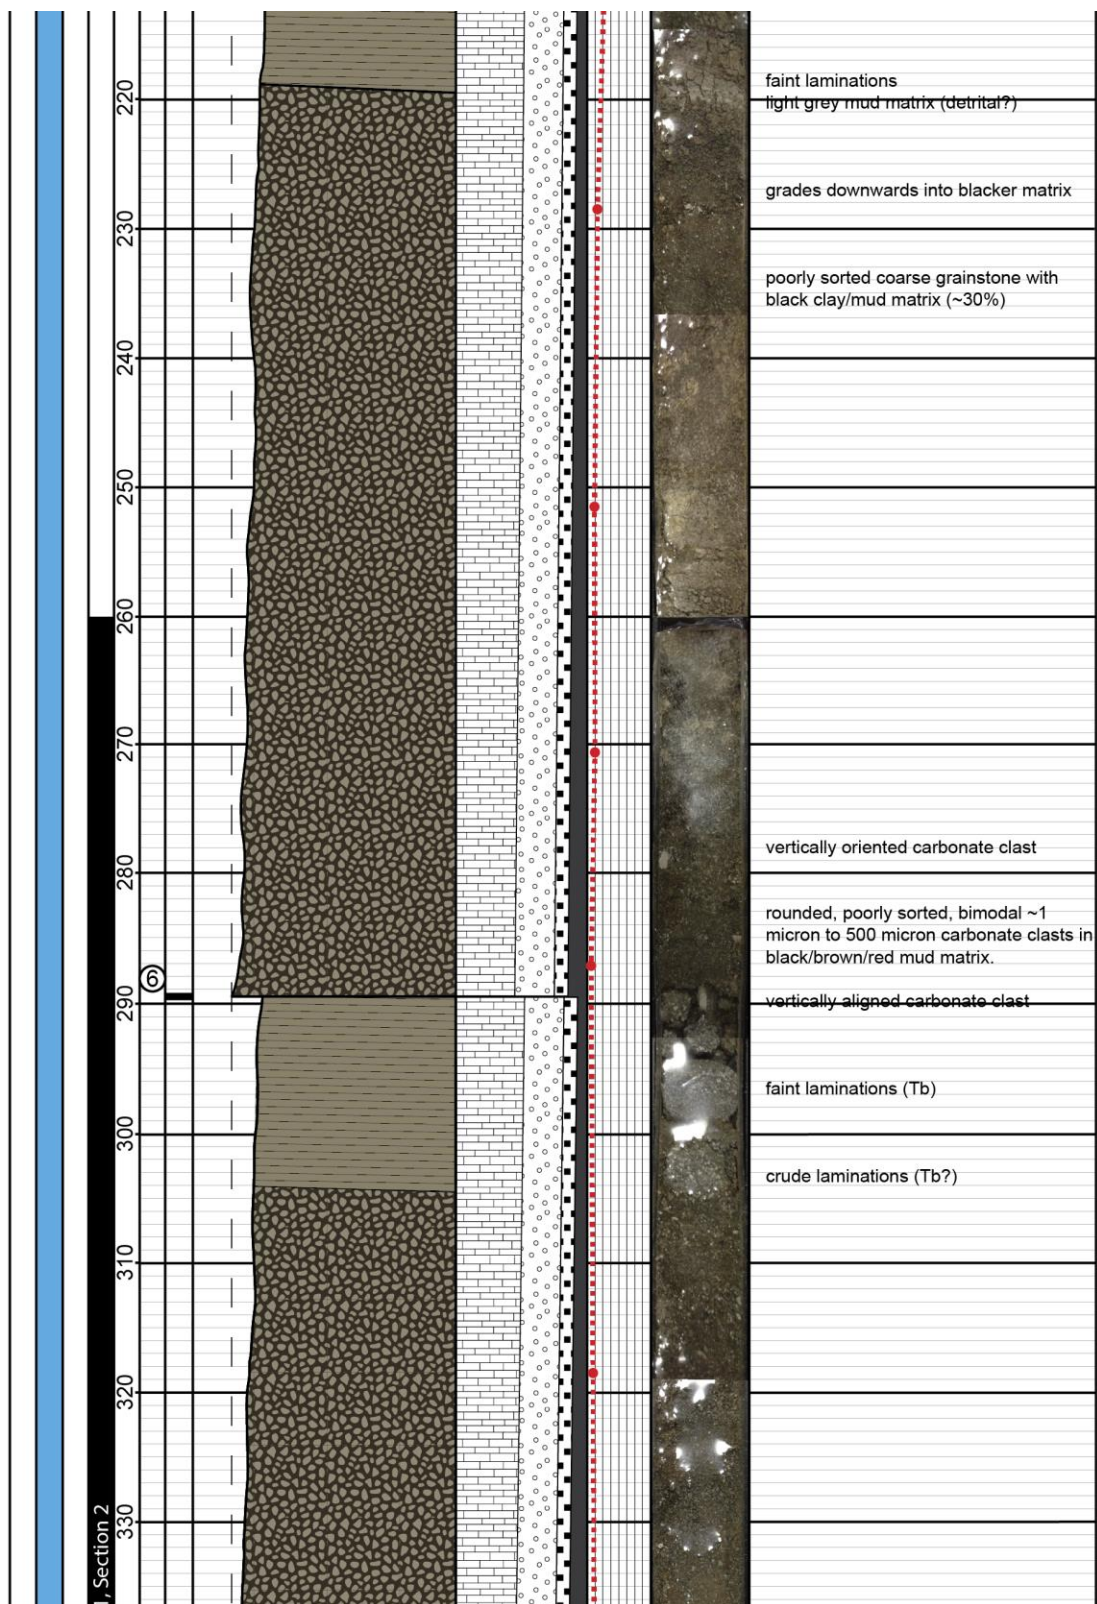 220
faint laminations
light grey mud matrix (detrital?)
grades downwards into blacker matrix
230
poorly sorted coarse grainstone with
black clay/mud matrix (~30%)
240
250
260
270
vertically oriented carbonate clast
280
rounded, poorly sorted, bimodal ~1
micron to 500 micron carbonate clasts in
black/brown/red mud matrix.
6
290
vertically aligned carbonate clast
faint laminations (Tb)
300
crude laminations (Tb?)
310
320
330
, Section 2